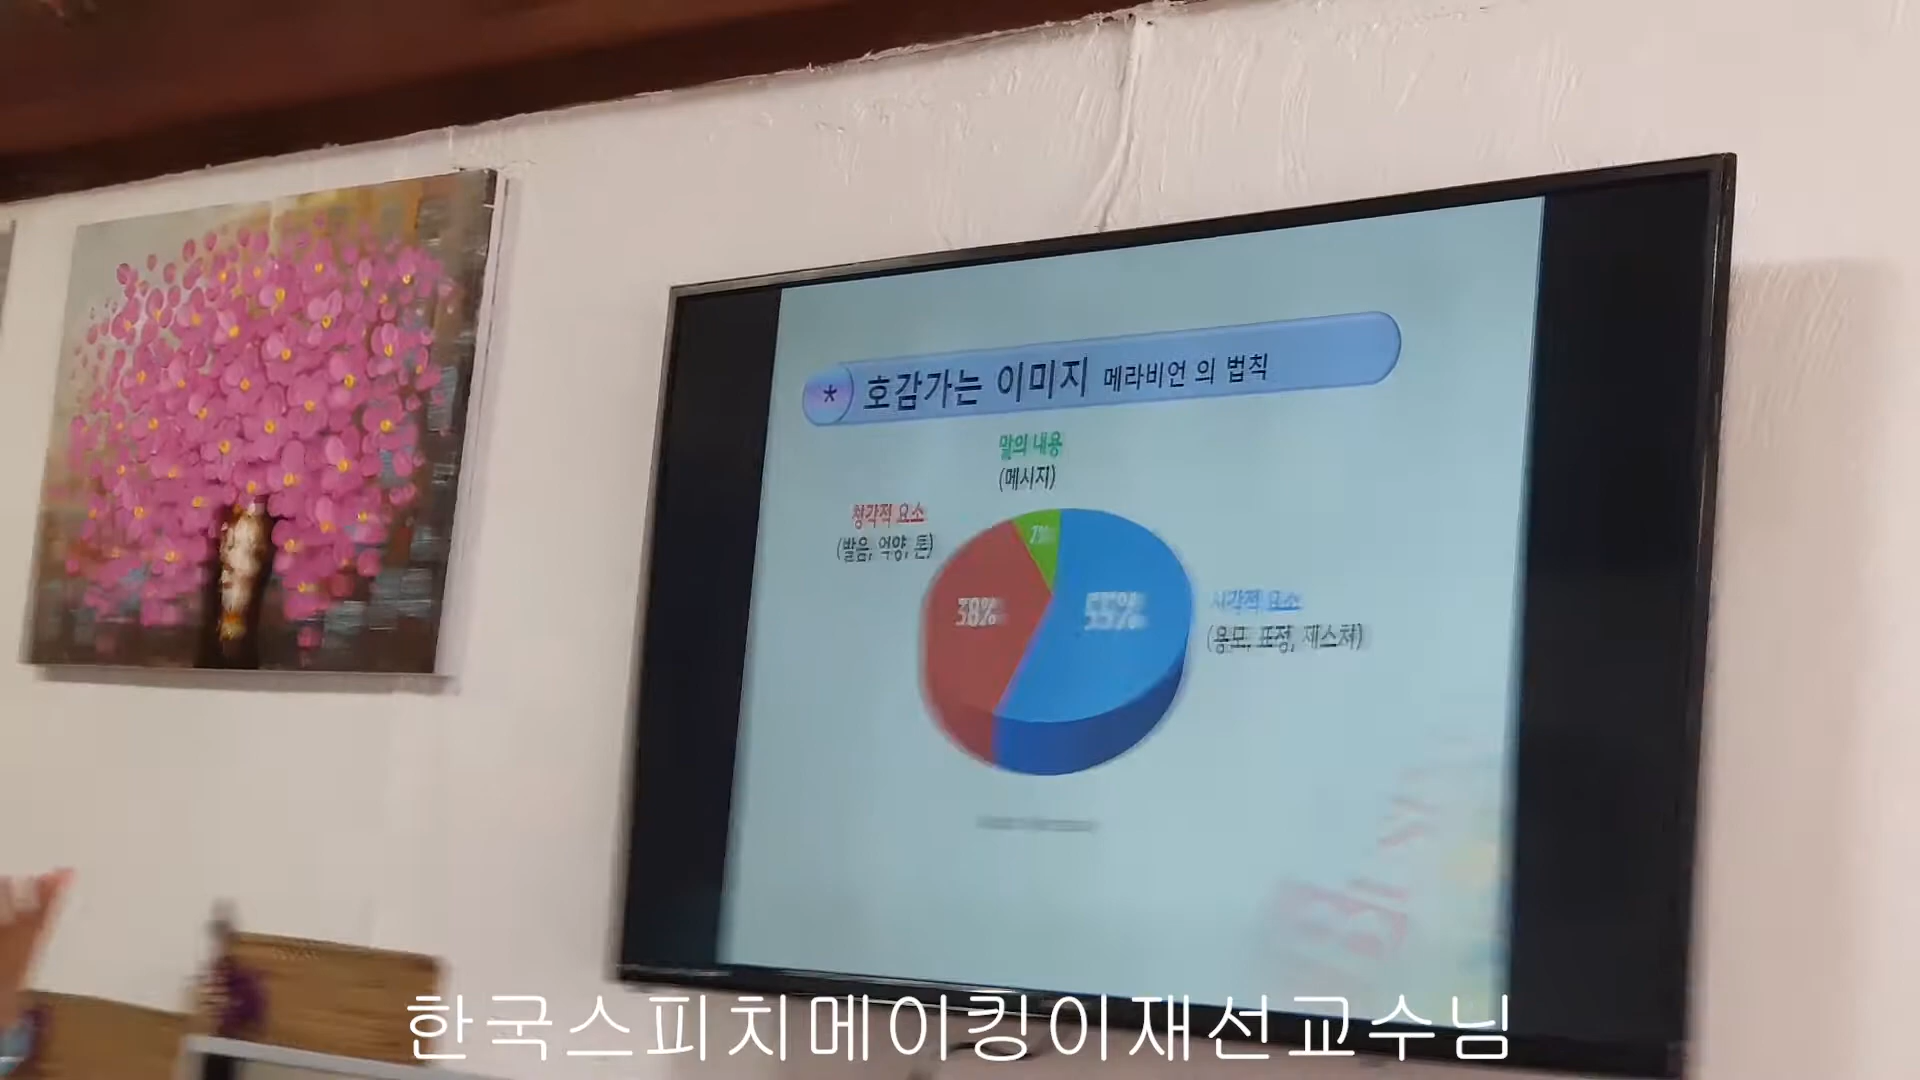 * 호감가는 이미지 메라비언 의 법칙
말의 내용
(메시지)
청각적 요소
(발음, 억양, 톤)
7%
38%
55%
시각적 요소
(용모, 표정, 제스처)
한국스피치메이킹이재선교수님